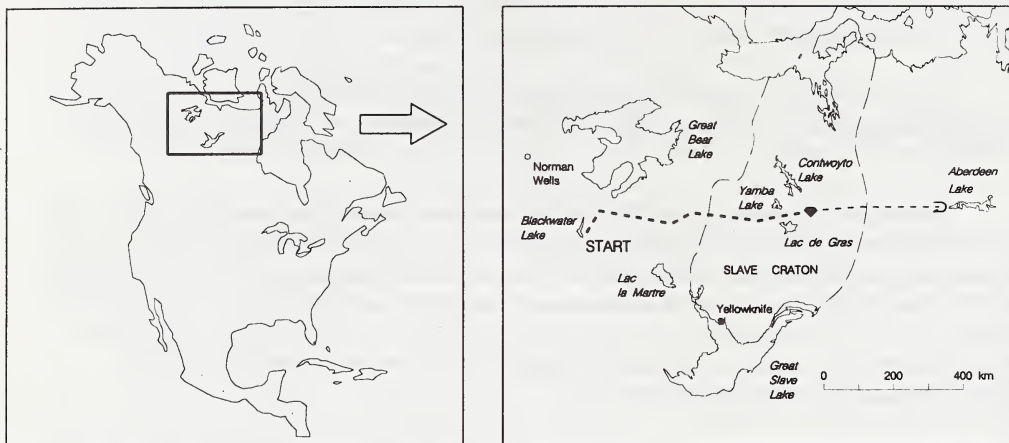 Great
Bear
Lake
Norman
Wells
Contwoyto
Lake
Aberdeen
Lake
Yamba
Lake
Blackwater
Lake
START
Lac de Gras
SLAVE CRATON
Lac
la Martre
Yellowknife
Great
Slave
Lake
0 200 400 km